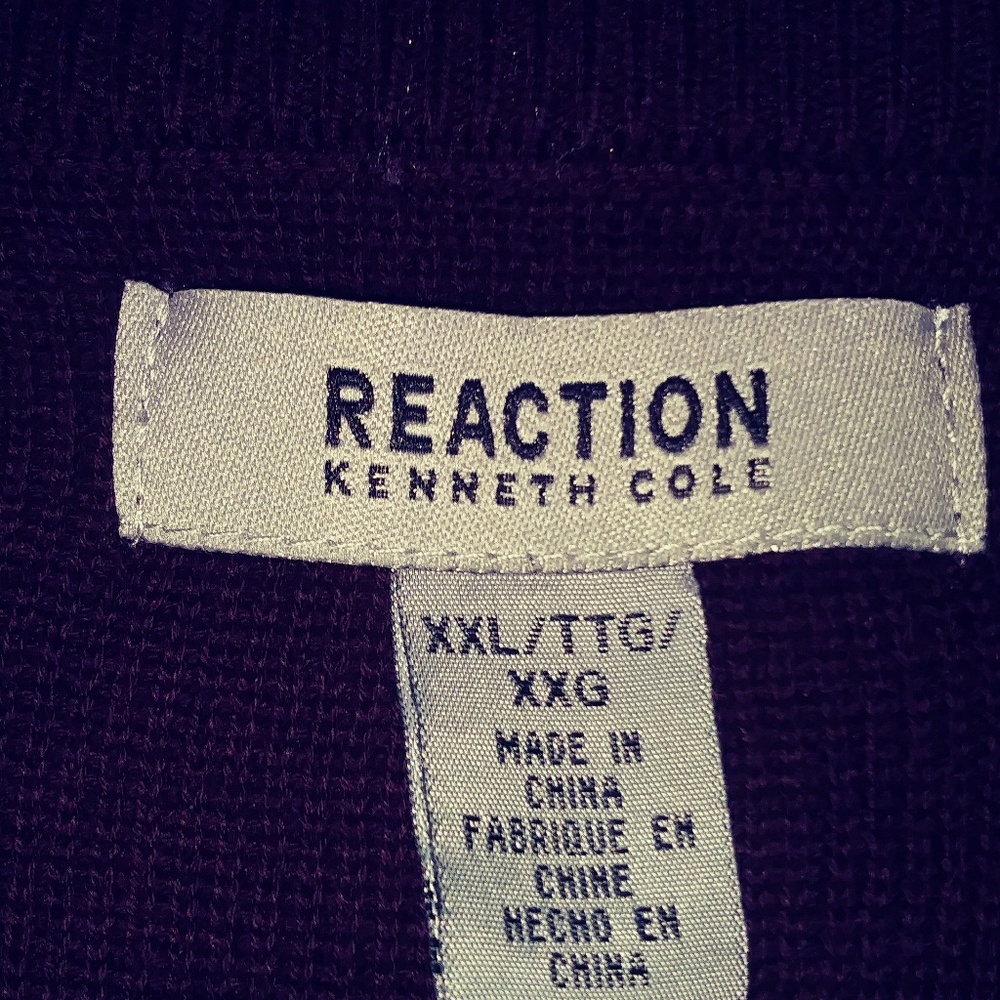 REACTION
KENNETH COLE
XXL/TTG/
XXG
MADE IN
CHINA
FABRIQUE EN
CHINE
HECHO EN
CHINA